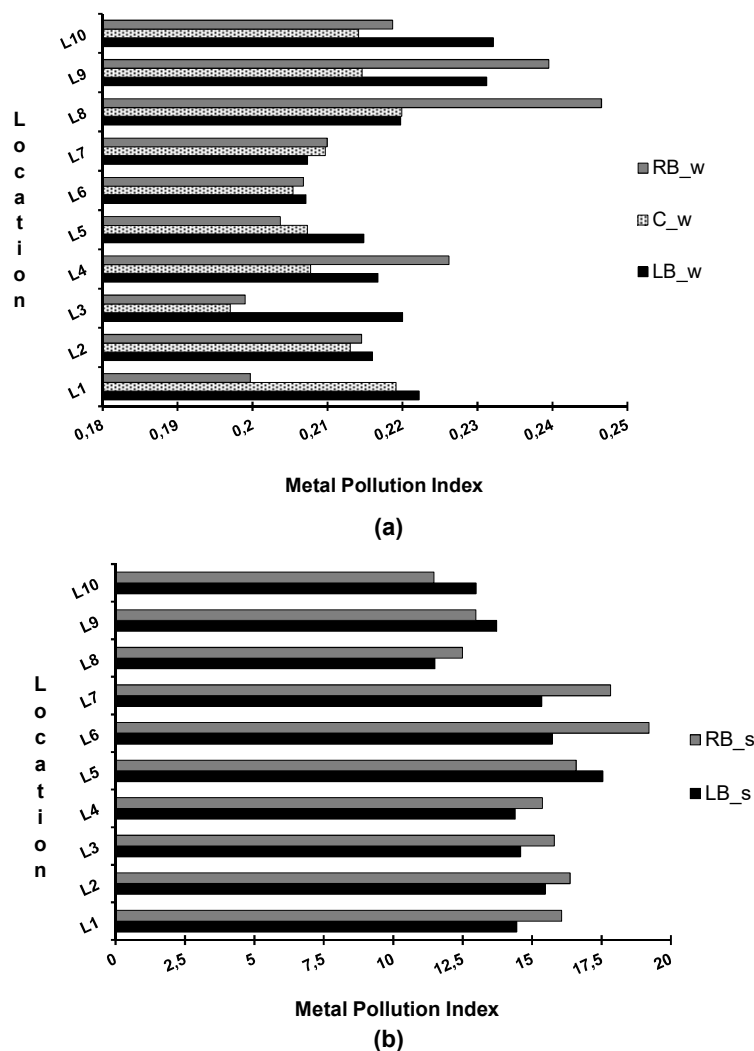 L10
L9
L8
L7
L6
L5
L4
L3
L2
L1
Location
0,18 0,19 0,2 0,21 0,22 0,23 0,24 0,25
Metal Pollution Index
RB_w
C_w
LB_w
(a)
L10
L9
L8
L7
L6
L5
L4
L3
L2
L1
Location
0 2,5 5 7,5 10 12,5 15 17,5 20
Metal Pollution Index
RB_s
LB_s
(b)